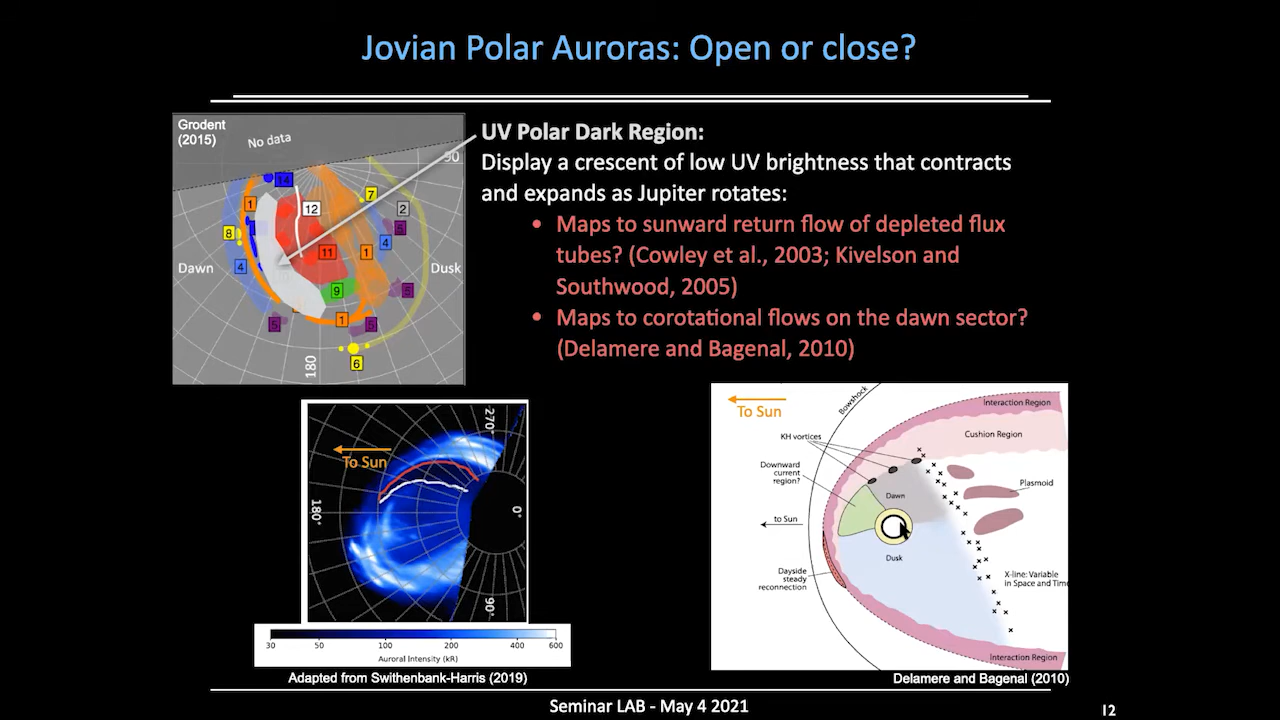 Jovian Polar Auroras: Open or close?
Grodent
(2015)
No data
90
14
1
12
7
2
8
5
4
4
11
1
Dawn
Dusk
9
5
5
1
5
180
6
UV Polar Dark Region:
Display a crescent of low UV brightness that contracts
and expands as Jupiter rotates:
• Maps to sunward return flow of depleted flux
tubes? (Cowley et al., 2003; Kivelson and
Southwood, 2005)
• Maps to corotational flows on the dawn sector?
(Delamere and Bagenal, 2010)
270°
To Sun
180°
0°
90°
30 50 100 200 400 600
Auroral Intensity (kR)
Adapted from Swithenbank-Harris (2019)
To Sun
Bowshock
Interaction Region
KH vortices
Cushion Region
Downward
current
region?
Plasmoid
Dawn
to Sun
Dusk
Dayside
steady
reconnection
X-line: Variable
in Space and Time
Interaction Region
Delamere and Bagenal (2010)
Seminar LAB - May 4 2021
12